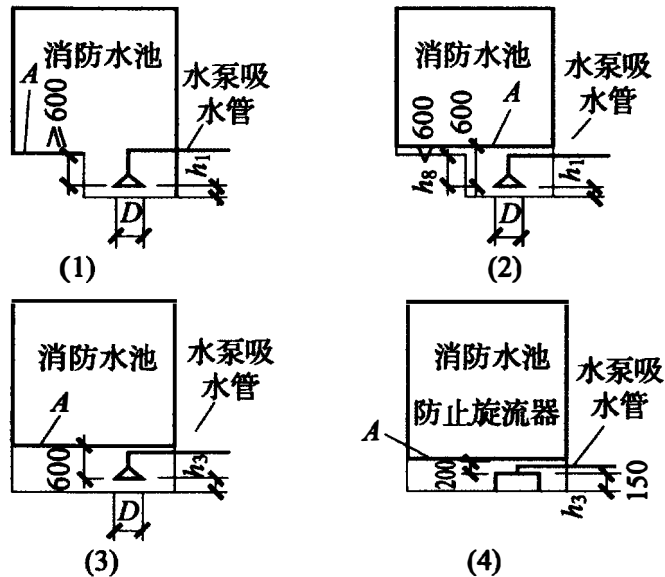 消防水池
水泵吸
水管
A
≥600
h₁
D
(1)
消防水池
水泵吸
水管
A
<600
600
h₈
h₁
D
(2)
消防水池
水泵吸
水管
A
600
h₃
D
(3)
消防水池
防止旋流器
水泵吸
水管
A
200
h₃
150
(4)